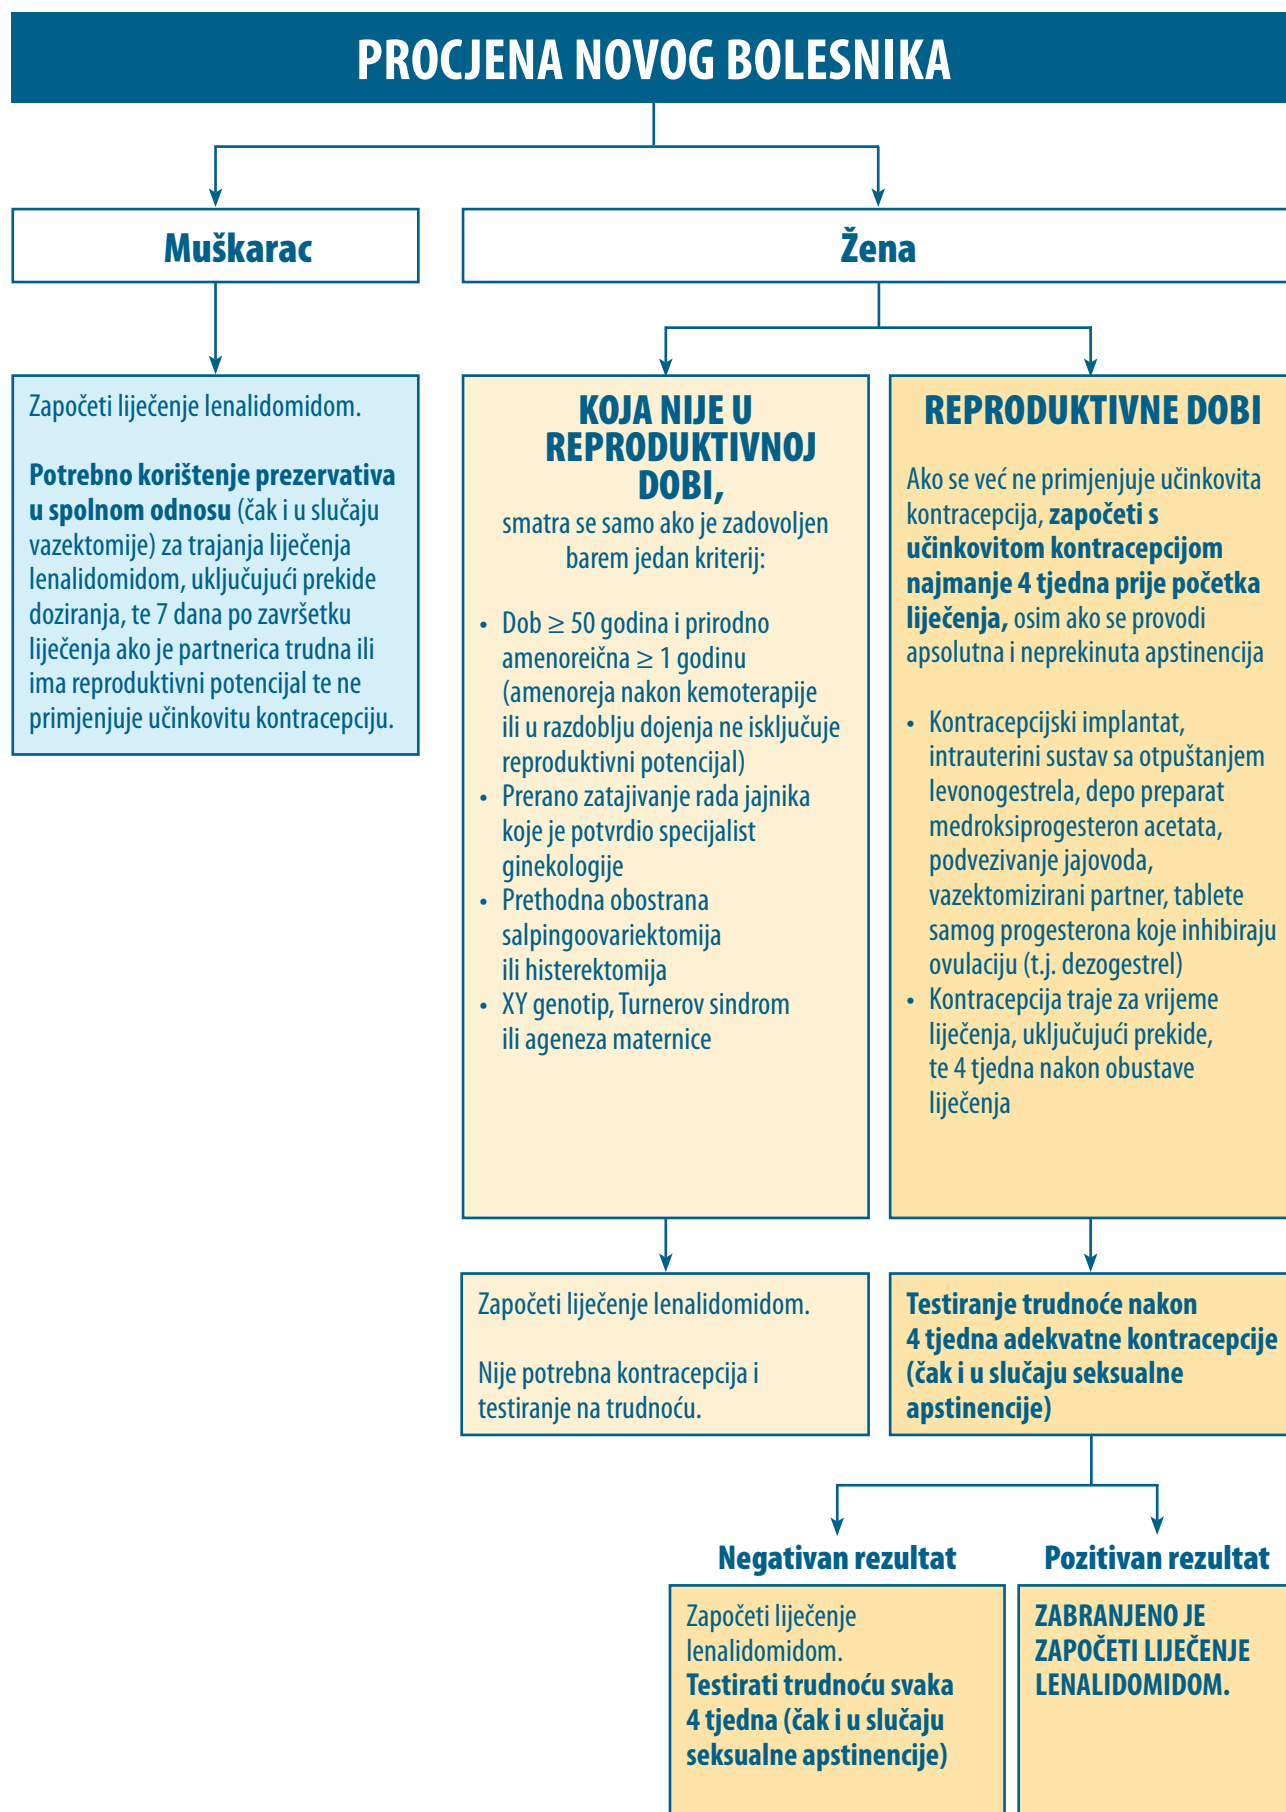 PROCJENA NOVOG BOLESNIKA
Muškarac
Započeti liječenje lenalidomidom.
Potrebno korištenje prezervativa
u spolnom odnosu (čak i u slučaju
vazektomije) za trajanja liječenja
lenalidomidom, uključujući prekide
doziranja, te 7 dana po završetku
liječenja ako je partnerica trudna ili
ima reproduktivni potencijal te ne
primjenjuje učinkovitu kontracepciju.
Žena
KOJA NIJE U
REPRODUKTIVNOJ
DOBI,
smatra se samo ako je zadovoljen
barem jedan kriterij:
• Dob ≥ 50 godina i prirodno
amenoreična ≥ 1 godinu
(amenoreja nakon kemoterapije
ili u razdoblju dojenja ne isključuje
reproduktivni potencijal)
• Prerano zatajivanje rada jajnika
koje je potvrdio specijalist
ginekologije
• Prethodna obostrana
salpingoovariektomija
ili histerektomija
• XY genotip, Turnerov sindrom
ili ageneza maternice
Započeti liječenje lenalidomidom.
Nije potrebna kontracepcija i
testiranje na trudnoću.
REPRODUKTIVNE DOBI
Ako se već ne primjenjuje učinkovita
kontracepcija, započeti s
učinkovitom kontracepcijom
najmanje 4 tjedna prije početka
liječenja, osim ako se provodi
apsolutna i neprekinuta apstinencija
• Kontracepcijski implantat,
intrauterini sustav sa otpuštanjem
levonogestrela, depo preparat
medroksiprogesteron acetata,
podvezivanje jajovoda,
vazektomizirani partner, tablete
samog progesterona koje inhibiraju
ovulaciju (t.j. dezogestrel)
• Kontracepcija traje za vrijeme
liječenja, uključujući prekide,
te 4 tjedna nakon obustave
liječenja
Testiranje trudnoće nakon
4 tjedna adekvatne kontracepcije
(čak i u slučaju seksualne
apstinencije)
Negativan rezultat
Započeti liječenje
lenalidomidom.
Testirati trudnoću svaka
4 tjedna (čak i u slučaju
seksualne apstinencije)
Pozitivan rezultat
ZABRANJENO JE
ZAPOČETI LIJEČENJE
LENALIDOMIDOM.